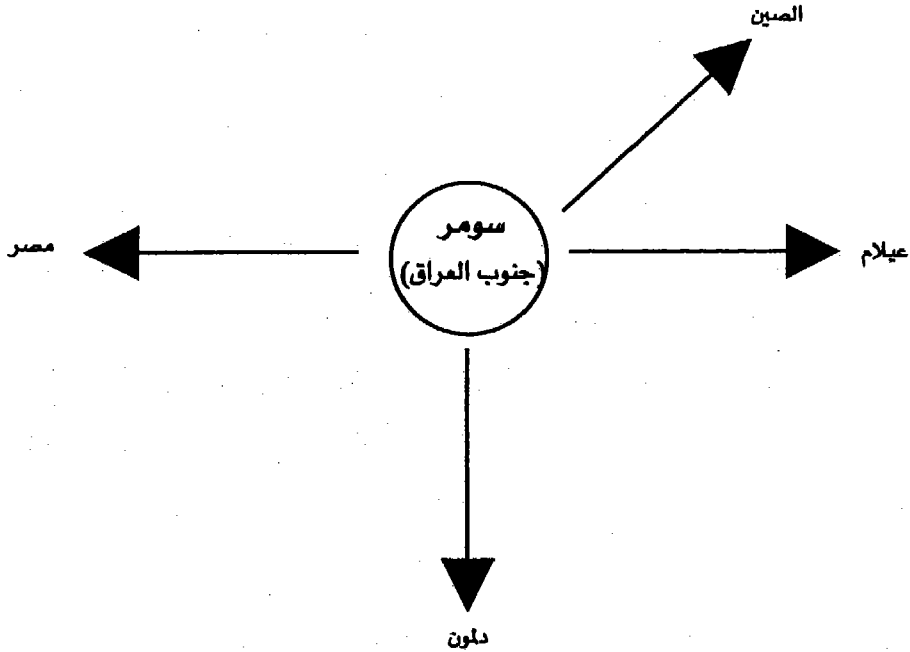 الصين
سومر
(جنوب العراق)
مصر
عيلام
دلمون